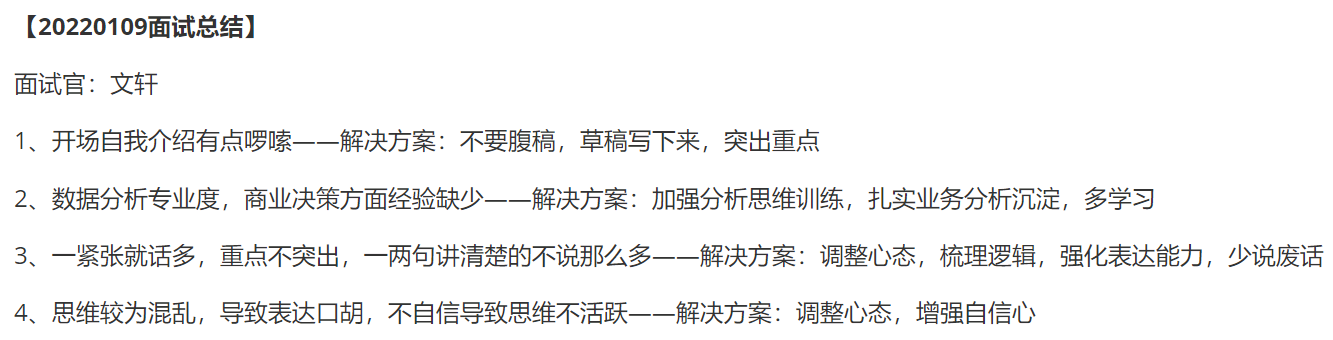 【20220109面试总结】
面试官：文轩
1、开场自我介绍有点啰嗦——解决方案：不要腹稿，草稿写下来，突出重点
2、数据分析专业度，商业决策方面经验缺少——解决方案：加强分析思维训练，扎实业务分析沉淀，多学习
3、一紧张就话多，重点不突出，一两句讲清楚的不说那么多——解决方案：调整心态，梳理逻辑，强化表达能力，少说废话
4、思维较为混乱，导致表达口胡，不自信导致思维不活跃——解决方案：调整心态，增强自信心